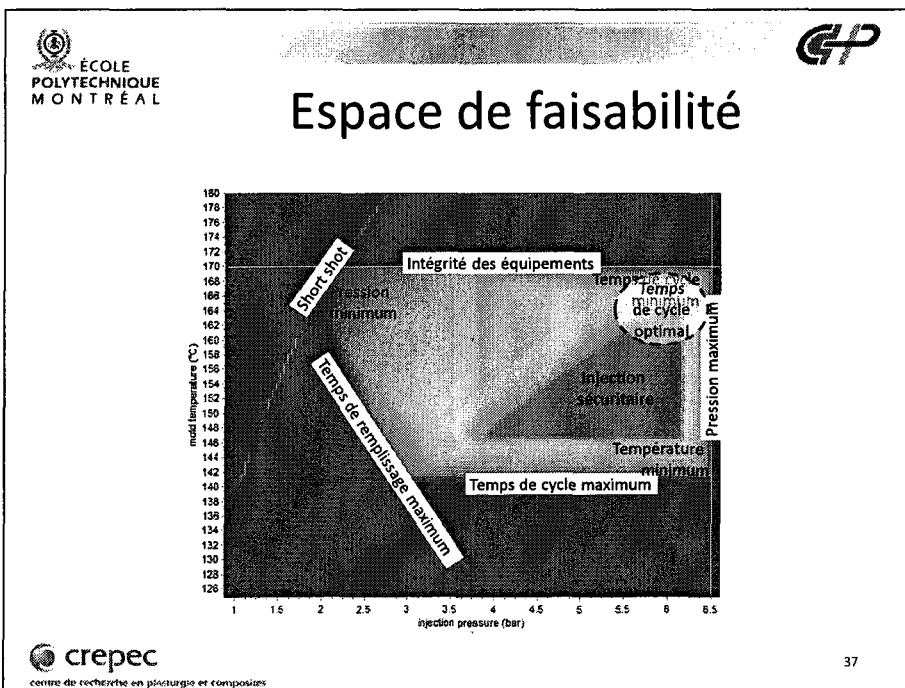 ÉCOLE
POLYTECHNIQUE
MONTRÉAL
Espace de faisabilité
mold temperature (°C)
180
178
176
174
172
170
168
166
164
162
160
158
156
154
152
150
148
146
144
142
140
138
136
134
132
130
128
126
Short shot
Intégrité des équipements
Pression
minimum
Temps de cycle
minimum
Temps
de cycle
optimal
Pression maximum
Injection
sécuritaire
Temps de remplissage maximum
Température
minimum
Temps de cycle maximum
1
1.5
2
2.5
3
3.5
4
4.5
5
5.5
6
6.5
injection pressure (bar)
crepec
centre de recherche en plasturgie et composites
37